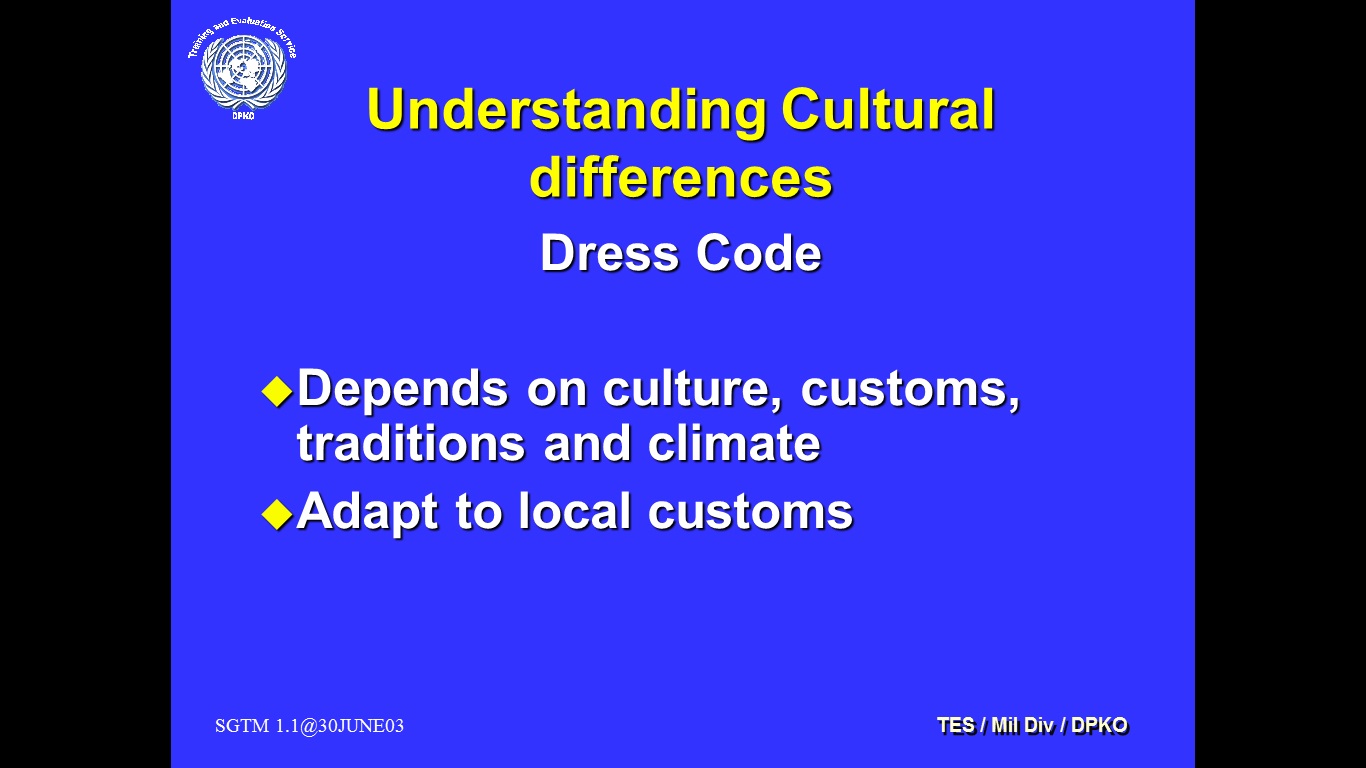 Training and Evaluation Service
DPKO
Understanding Cultural
differences
Dress Code
Depends on culture, customs,
traditions and climate
Adapt to local customs
SGTM 1.1@30JUNE03
TES / Mil Div / DPKO